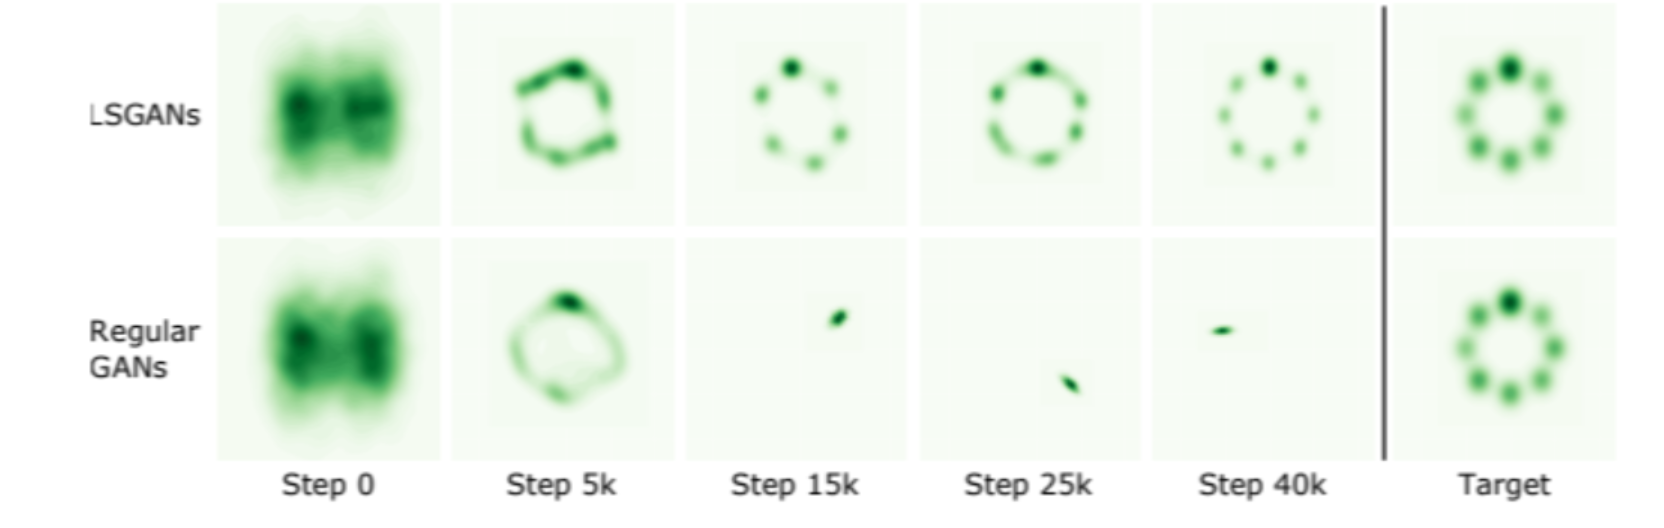 LSGANs
Regular
GANs
Step 0 Step 5k Step 15k Step 25k Step 40k Target